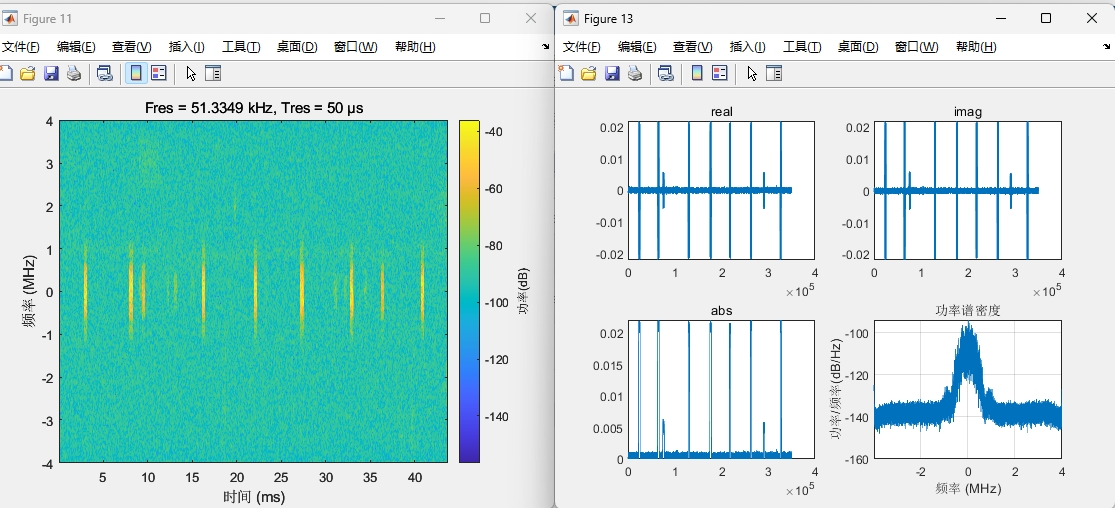 Figure 11
文件(F) 编辑(E) 查看(V) 插入(I) 工具(T) 桌面(D) 窗口(W) 帮助(H)
Fres = 51.3349 kHz, Tres = 50 µs
4
3
2
1
0
-1
-2
-3
-4
频率 (MHz)
5 10 15 20 25 30 35 40
时间 (ms)
-40
-60
-80
-100
-120
-140
功率(dB)
Figure 13
文件(F) 编辑(E) 查看(V) 插入(I) 工具(T) 桌面(D) 窗口(W) 帮助(H)
real
0.02
0.01
0
-0.01
-0.02
0 1 2 3 4
×10^5
imag
0.02
0.01
0
-0.01
-0.02
0 1 2 3 4
×10^5
abs
0.02
0.015
0.01
0.005
0
0 1 2 3 4
×10^5
功率谱密度
-100
-120
-140
-160
功率/频率(dB/Hz)
-2 0 2 4
频率 (MHz)